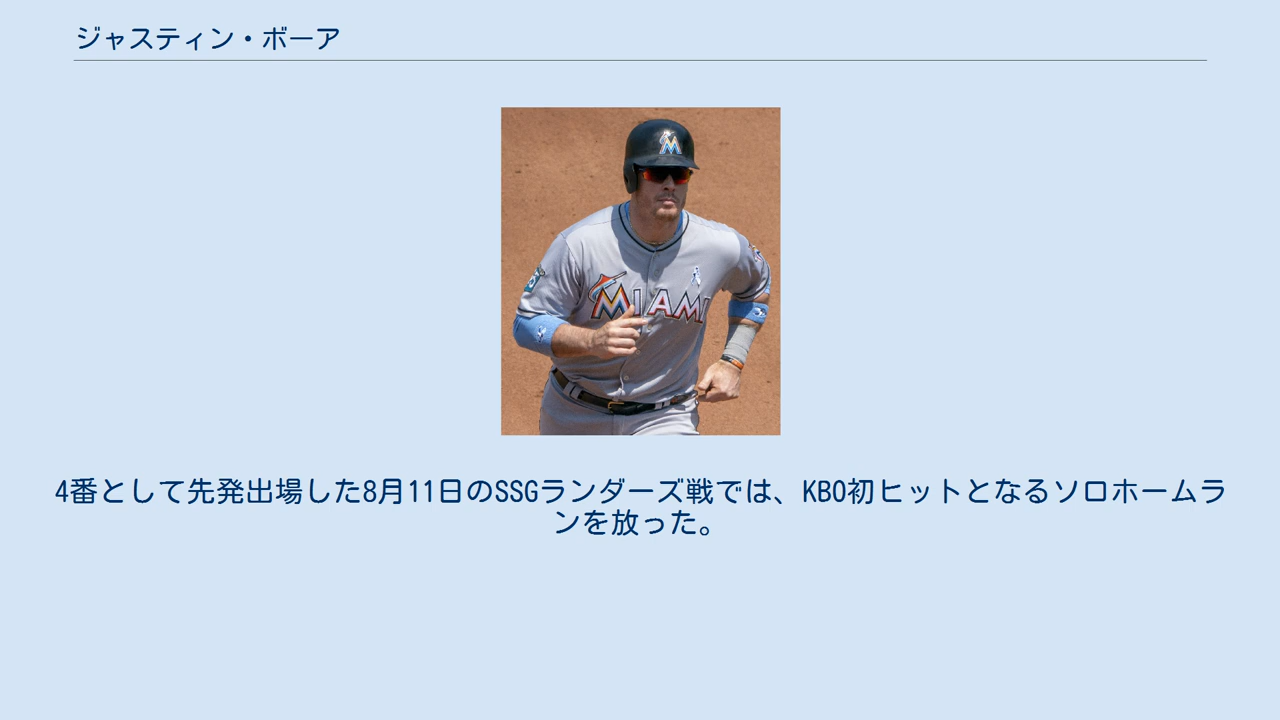 ジャスティン・ボーア
M
MIAMI
4番として先発出場した8月11日のSSGランダーズ戦では、KBO初ヒットとなるソロホームラ
ンを放った。